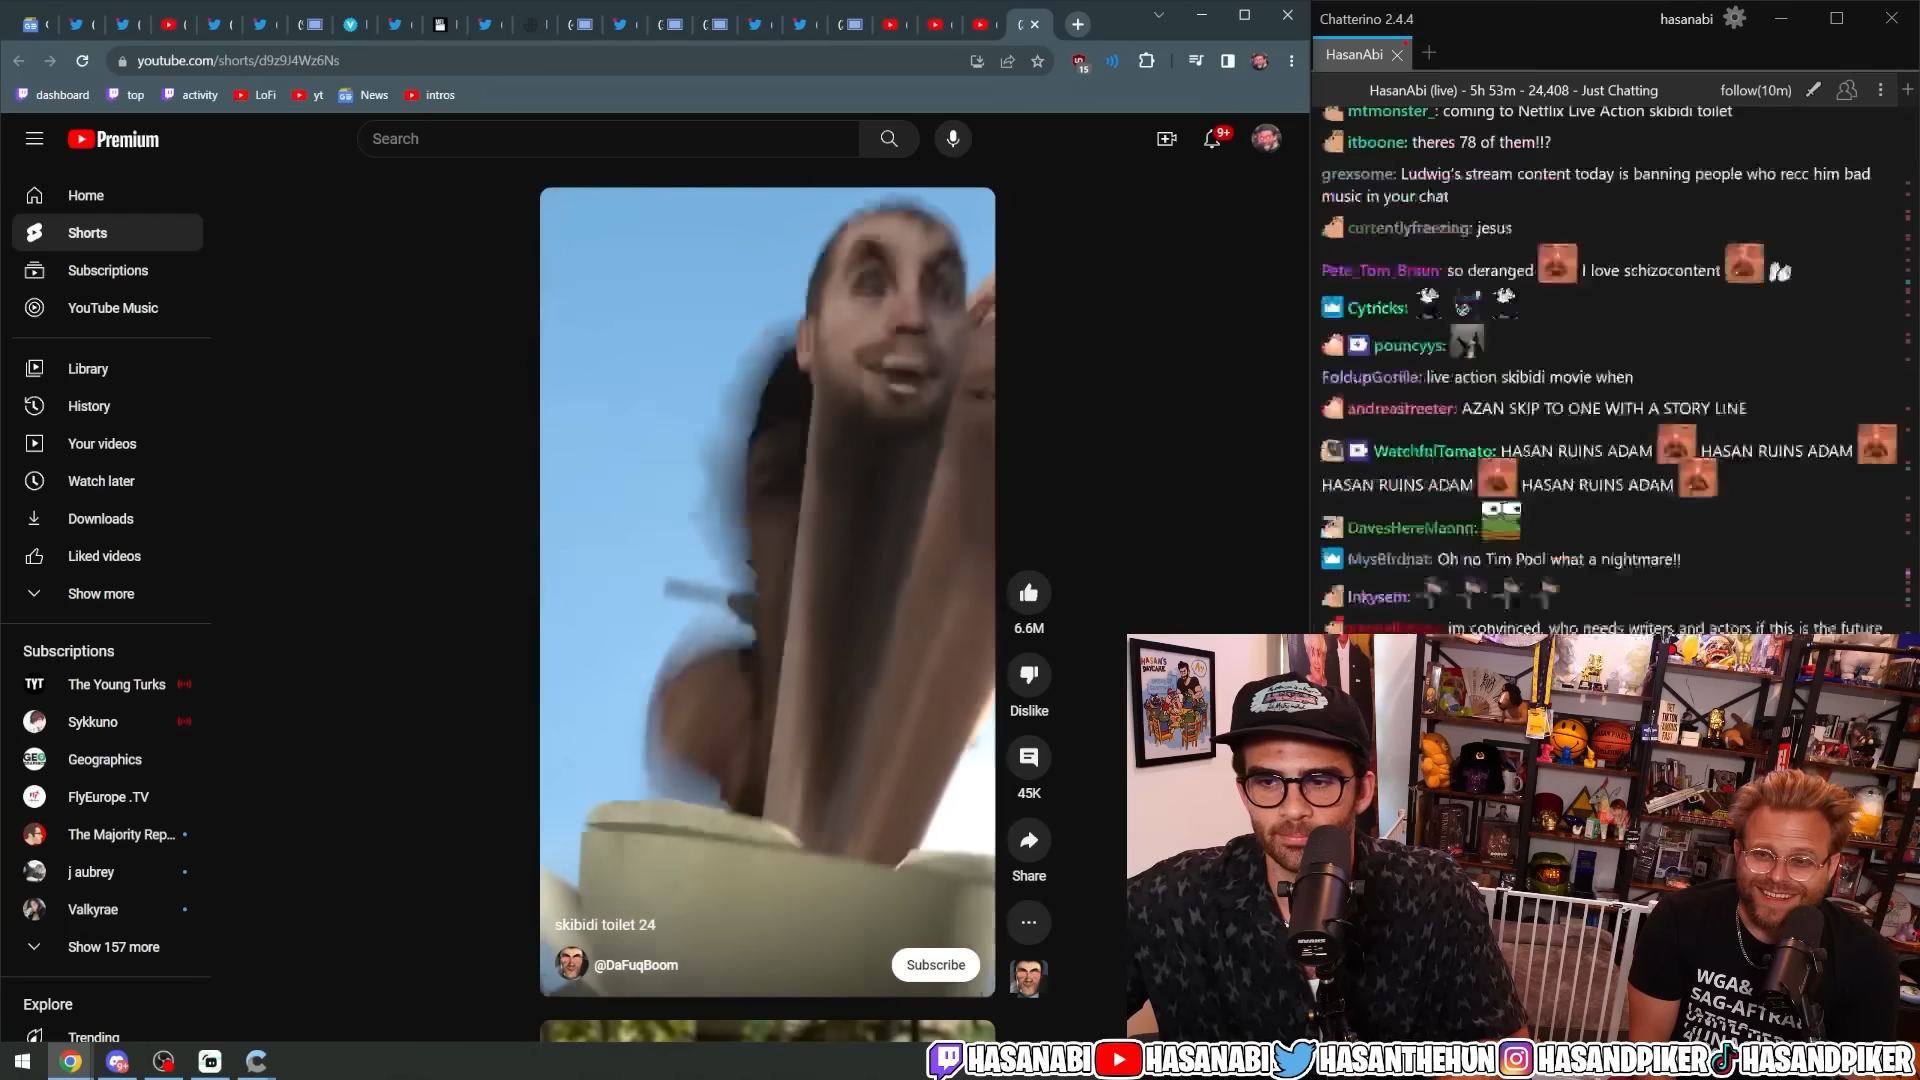 youtube.com/shorts/d9z9J4Wz6Ns
15
dashboard
top
activity
LoFi
yt
News
intros
Premium
Search
9+
Home
Shorts
Subscriptions
YouTube Music
Library
History
Your videos
Watch later
Downloads
Liked videos
Show more
Subscriptions
TYT The Young Turks
Sykkuno
Geographics
FlyEurope .TV
The Majority Rep...
j aubrey
Valkyrae
Show 157 more
Explore
Trending
skibidi toilet 24
@DaFuqBoom
Subscribe
6.6M
Dislike
45K
Share
Chatterino 2.4.4
hasanabi
HasanAbi
HasanAbi (live) - 5h 53m - 24,408 - Just Chatting
follow(10m)
mtmonster_: coming to Netflix Live Action skibidi toilet
itboone: theres 78 of them!!?
grexsome: Ludwig's stream content today is banning people who recc him bad
music in your chat
currentlyfreezing: jesus
Pete_Tom_Braun: so deranged I love schizocontent
Cytricks:
pouncyys:
FoldupGorilla: live action skibidi movie when
andreastreeter: AZAN SKIP TO ONE WITH A STORY LINE
WatchfulTomato: HASAN RUINS ADAM HASAN RUINS ADAM
HASAN RUINS ADAM HASAN RUINS ADAM
DavesHereMaonq:
Oh no Tim Pool what a nightmare!!
Inkysem:
im convinced, who needs writers and actors if this is the future
HASAN'S
DAYCARE
GET
TIKTOK
FAST
WGA&
SAG-AFTRA
HASANABI HASANABI HASANTHEHUN HASANDPIKER HASANDPIKER